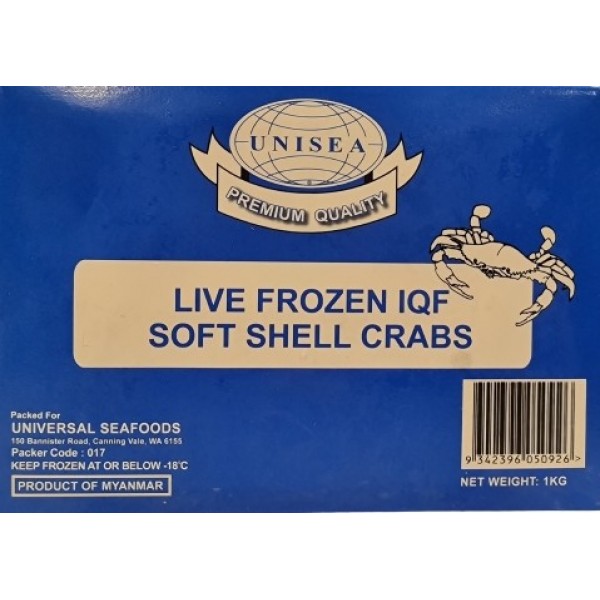 UNISEA
PREMIUM QUALITY
LIVE FROZEN IQF
SOFT SHELL CRABS
Packed For
UNIVERSAL SEAFOODS
150 Bannister Road, Canning Vale, WA 6155
Packer Code : 017
KEEP FROZEN AT OR BELOW -18°C
PRODUCT OF MYANMAR
9 342396 050926 >
NET WEIGHT: 1KG